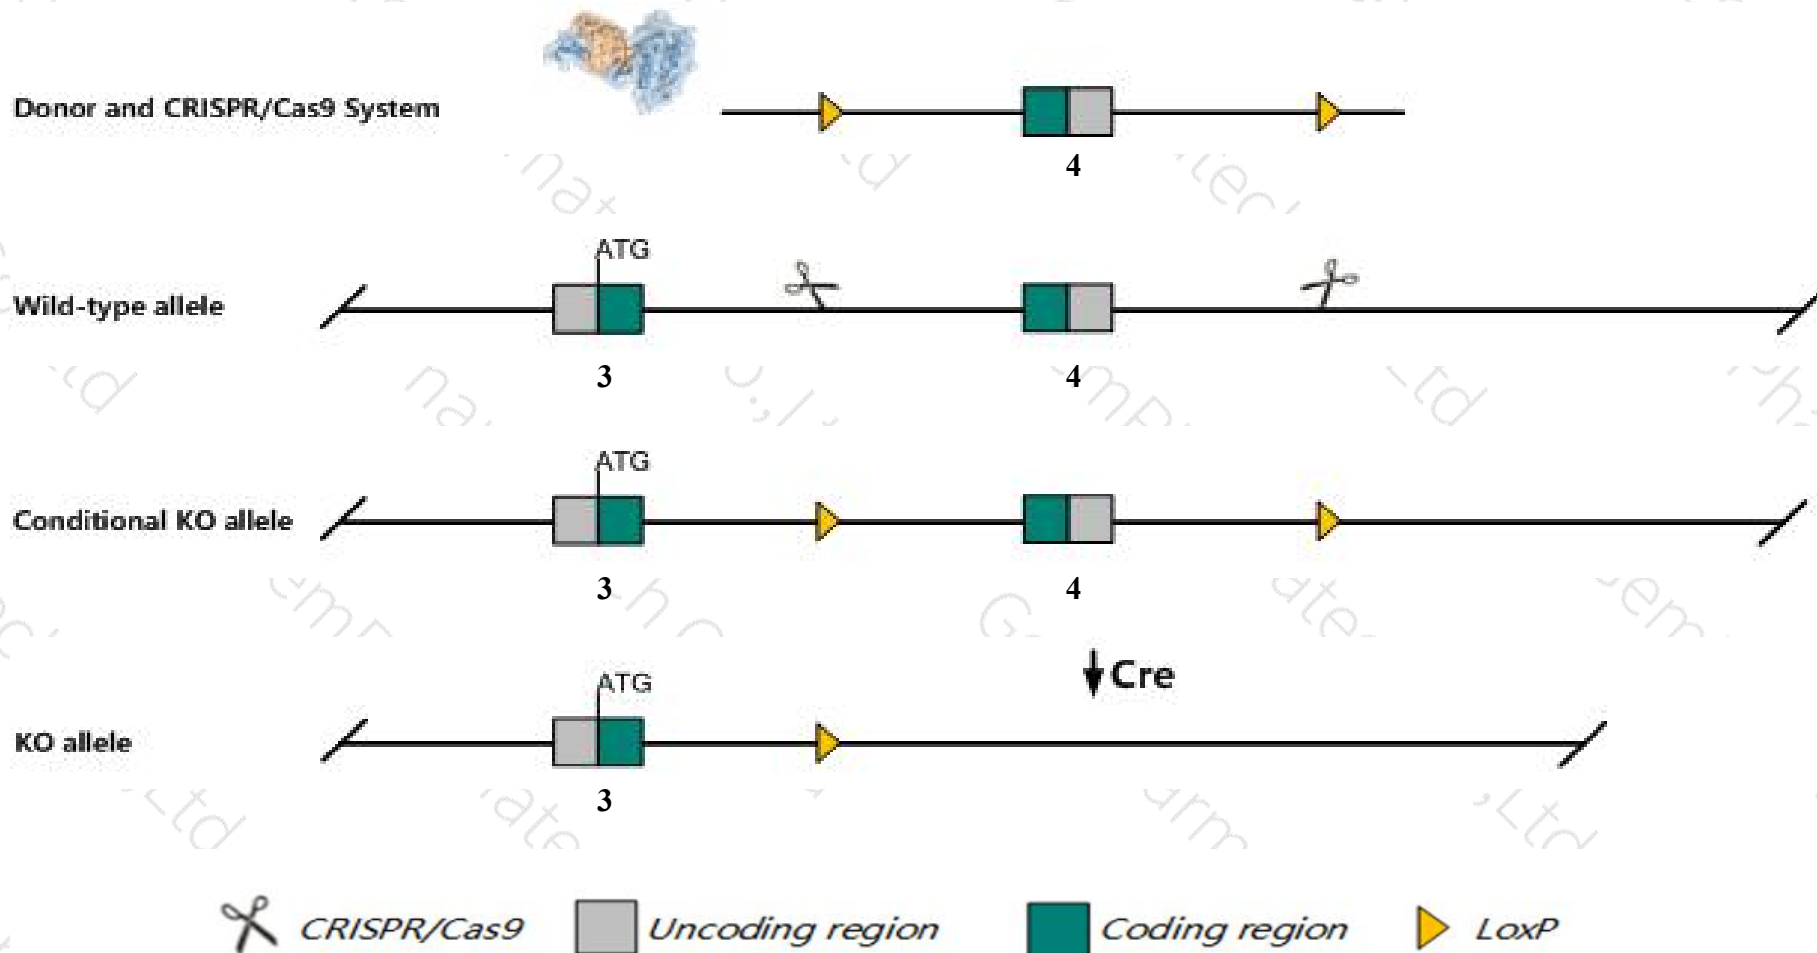 Donor and CRISPR/Cas9 System
4
ATG
Wild-type allele
3 4
ATG
Conditional KO allele
3 4
Cre
ATG
KO allele
3
CRISPR/Cas9 Uncoding region Coding region LoxP